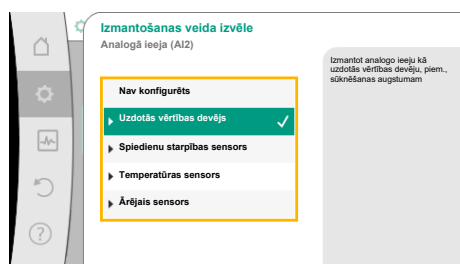 Izmantošanas veida izvēle
Analogā ieeja (AI2)
Izmantot analogo ieeju kā
uzdotās vērtības devēju, piem.,
sūknēšanas augstumam
Nav konfigurēts
Uzdotās vērtības devējs
Spiedienu starpības sensors
Temperatūras sensors
Ārējais sensors